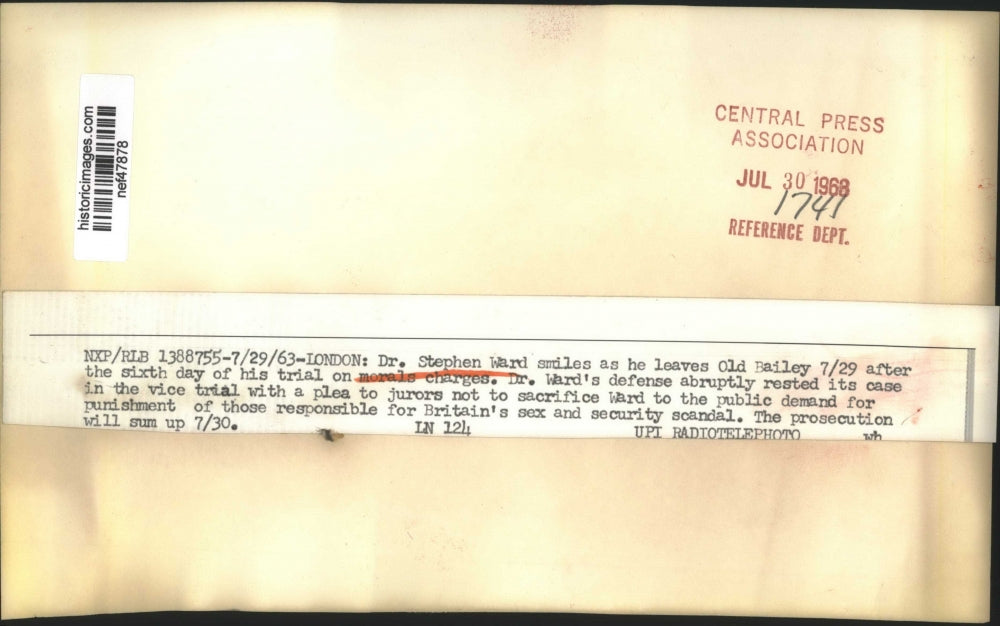 historicimages.com
nef47878
CENTRAL PRESS
ASSOCIATION
JUL 30 1963
1741
REFERENCE DEPT.
NXP/RLB 1388755-7/29/63-LONDON: Dr. Stephen Ward smiles as he leaves Old Bailey 7/29 after
the sixth day of his trial on morals charges. Dr. Ward's defense abruptly rested its case
in the vice trial with a plea to jurors not to sacrifice Ward to the public demand for
punishment of those responsible for Britain's sex and security scandal. The prosecution
will sum up 7/30. LN 124 UPI RADIOTELEPHOTO wh